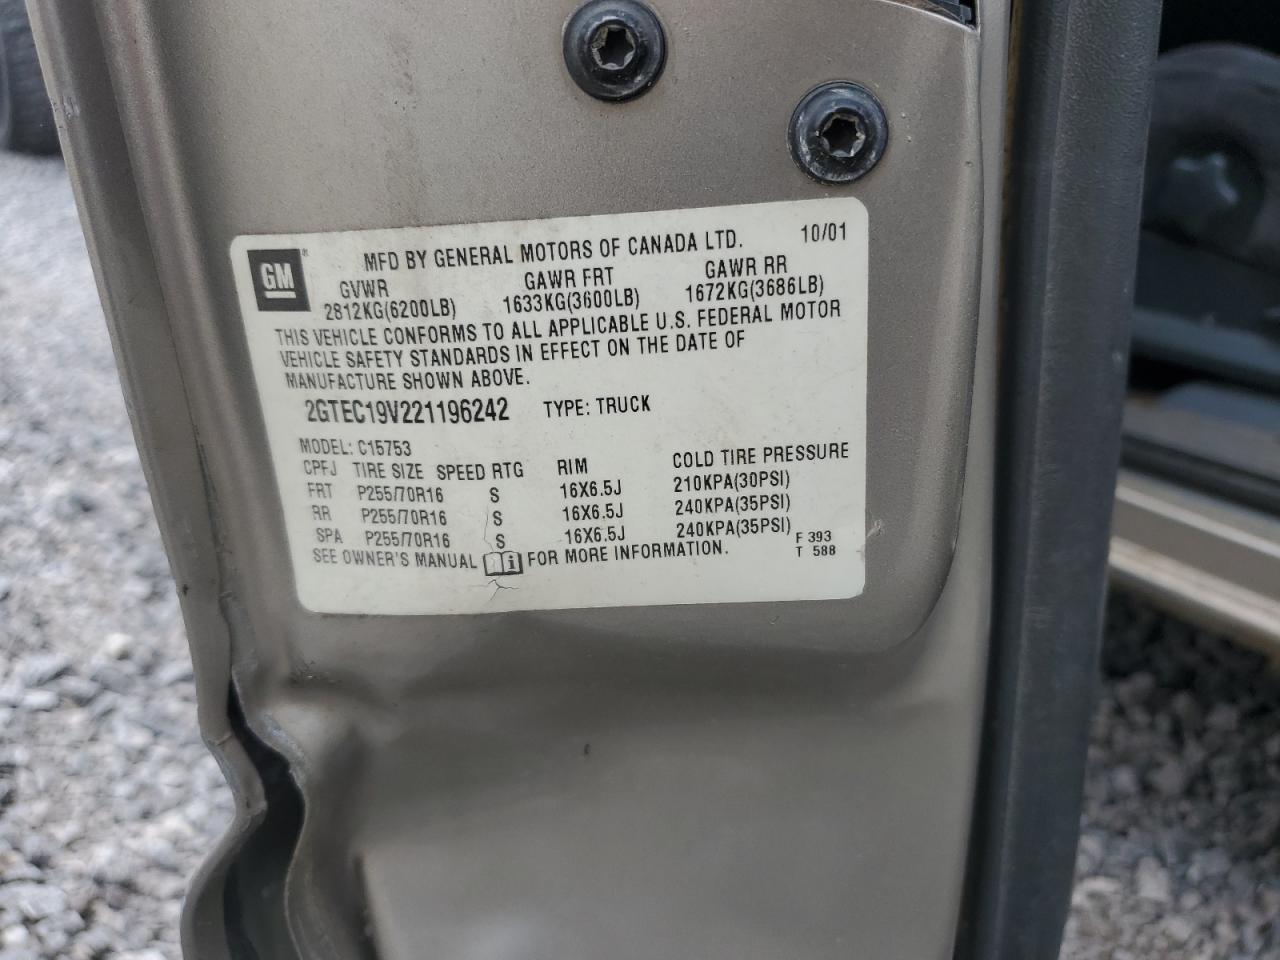 GM
MFD BY GENERAL MOTORS OF CANADA LTD. 10/01
GVWR GAWR FRT GAWR RR
2812KG(6200LB) 1633KG(3600LB) 1672KG(3686LB)
THIS VEHICLE CONFORMS TO ALL APPLICABLE U.S. FEDERAL MOTOR
VEHICLE SAFETY STANDARDS IN EFFECT ON THE DATE OF
MANUFACTURE SHOWN ABOVE.
2GTEC19V221196242 TYPE: TRUCK
MODEL: C15753
CPFJ TIRE SIZE SPEED RTG RIM COLD TIRE PRESSURE
FRT P255/70R16 S 16X6.5J 210KPA(30PSI)
RR P255/70R16 S 16X6.5J 240KPA(35PSI)
SPA P255/70R16 S 16X6.5J 240KPA(35PSI)
SEE OWNER'S MANUAL i FOR MORE INFORMATION.
F 393
T 588